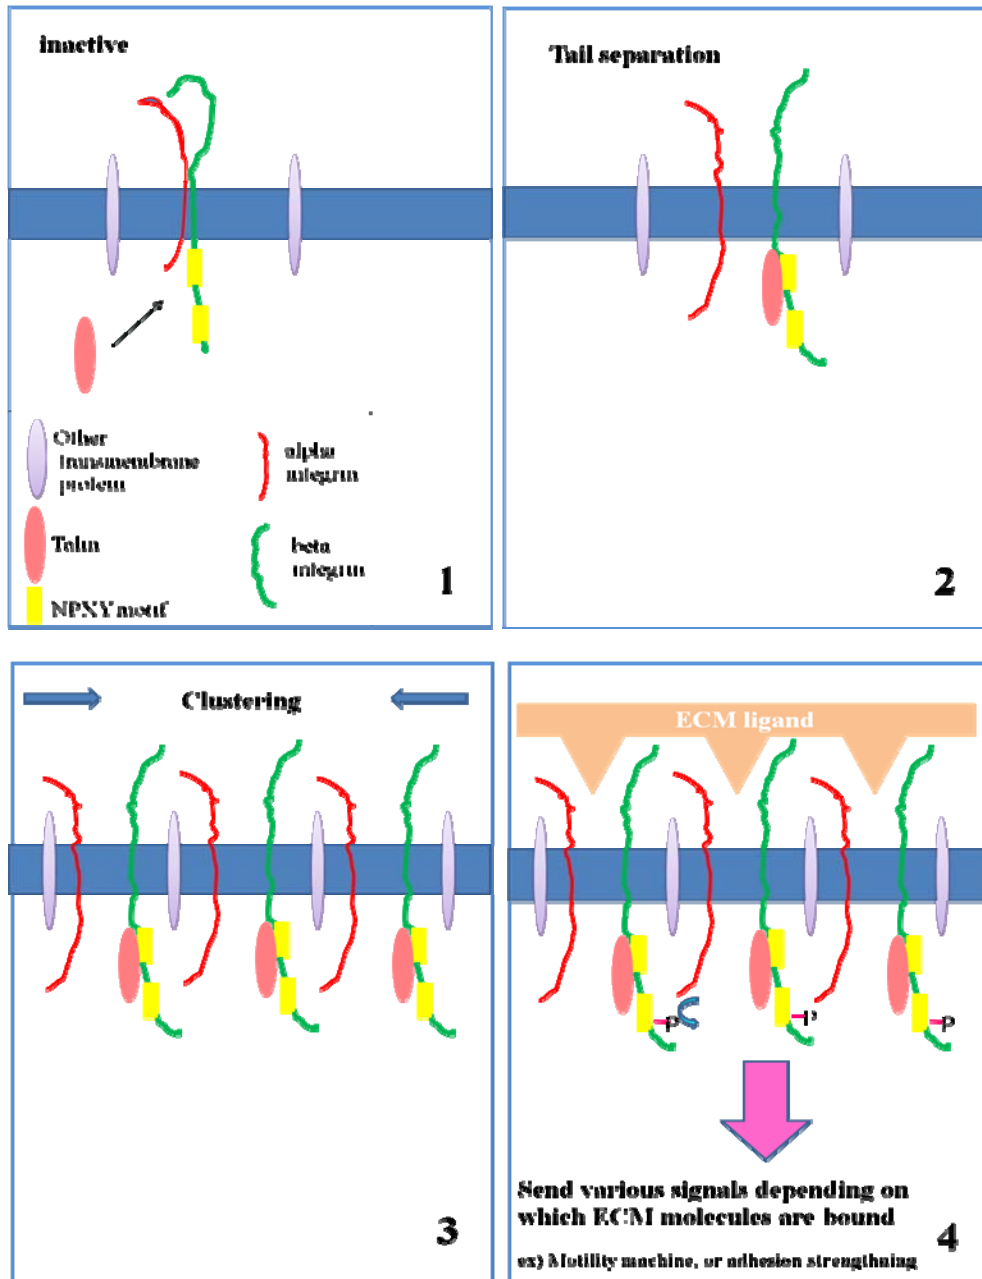 inactive
Other
transmembrane
protein
alpha
integrin
Talin
beta
integrin
NPXY motif
1
Tail separation
2
Clustering
3
ECM ligand
P
P
P
Send various signals depending on
which ECM molecules are bound
ex) Motility machine, or adhesion strengthning
4